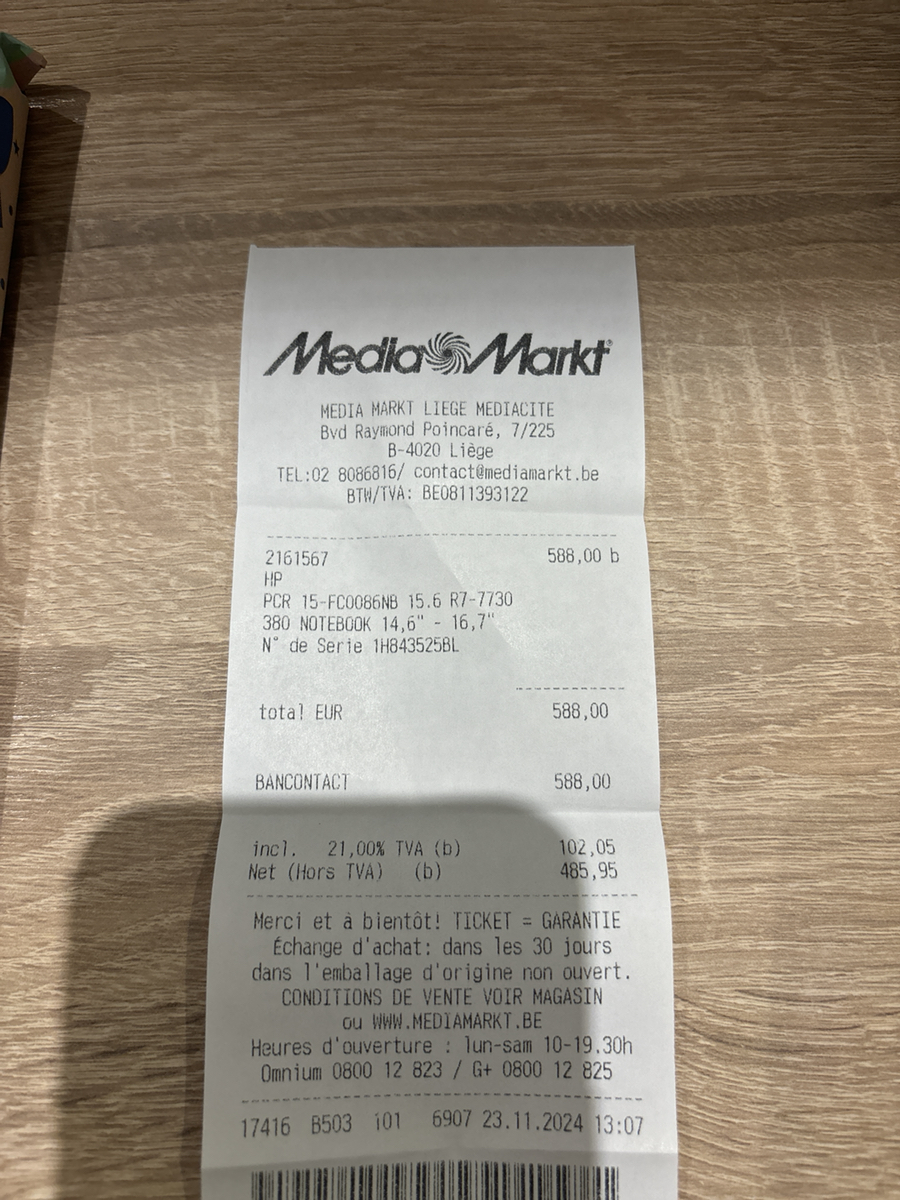 Media Markt
MEDIA MARKT LIEGE MEDIACITE
Bvd Raymond Poincaré, 7/225
B-4020 Liège
TEL:02 8086816/ contact@mediamarkt.be
BTW/TVA: BE0811393122
2161567 588,00 b
HP
PCR 15-FC0086NB 15.6 R7-7730
380 NOTEBOOK 14,6" - 16,7"
N° de Serie 1H843525BL
total EUR 588,00
BANCONTACT 588,00
incl. 21,00% TVA (b) 102,05
Net (Hors TVA) (b) 485,95
Merci et à bientôt! TICKET = GARANTIE
Échange d'achat: dans les 30 jours
dans l'emballage d'origine non ouvert.
CONDITIONS DE VENTE VOIR MAGASIN
ou WWW.MEDIAMARKT.BE
Heures d'ouverture : lun-sam 10-19.30h
Omnium 0800 12 823 / G+ 0800 12 825
17416 B503 i01 6907 23.11.2024 13:07